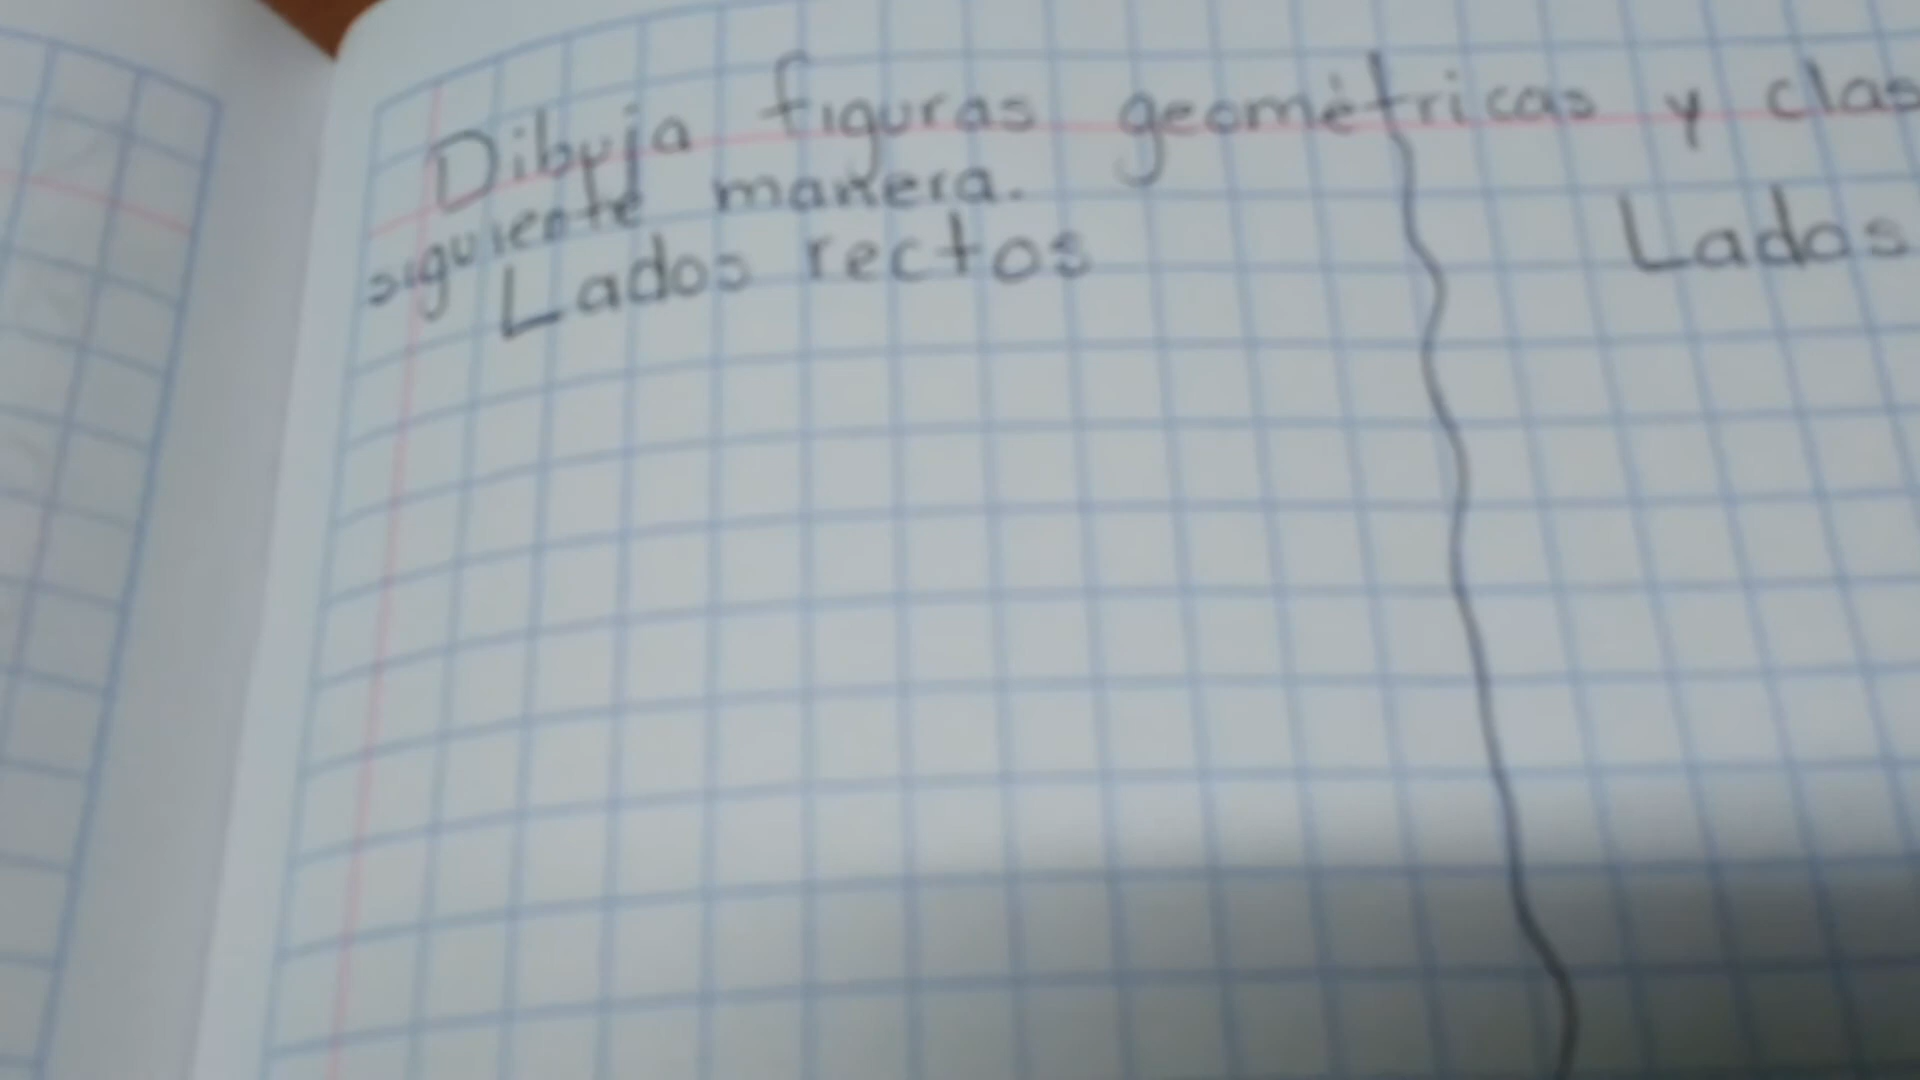 Dibuja figuras geométricas y clas
siguiente manera.
Lados rectos
Lados